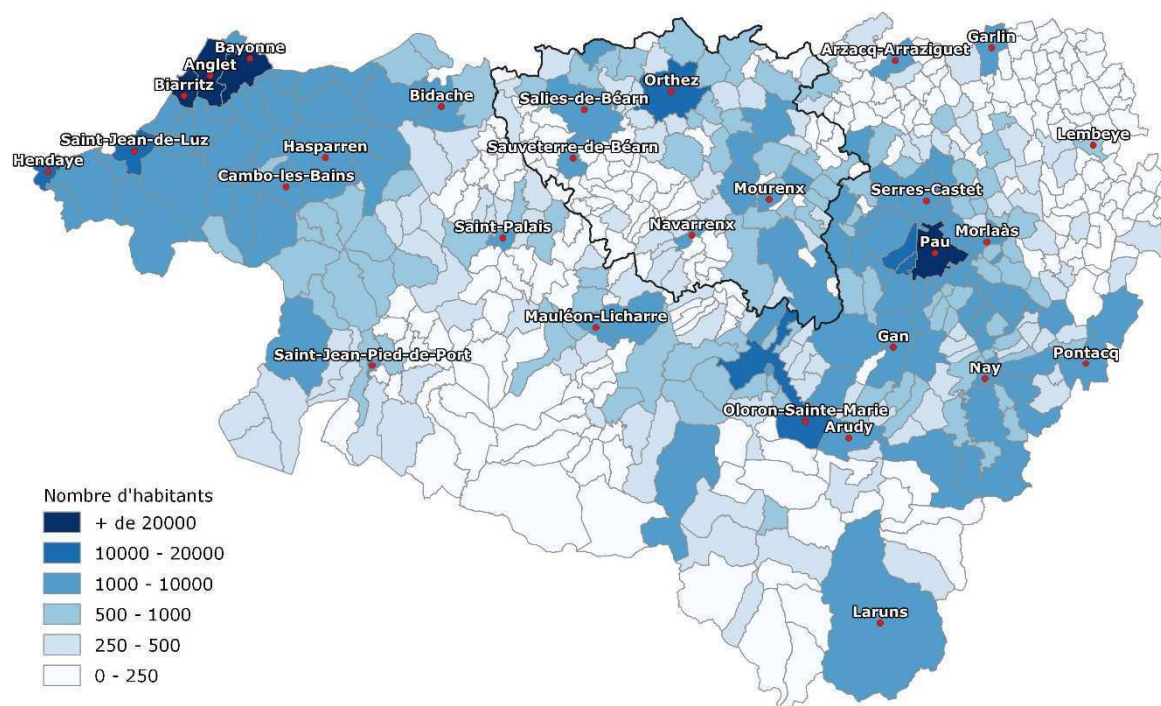 Garlin
Bayonne
Arzacq-Arraziguet
Anglet
Orthez
Biarritz
Bidache
Salies-de-Béarn
Saint-Jean-de-Luz
Lembeye
Hasparren
Sauveterre-de-Béarn
Hendaye
Cambo-les-Bains
Mourenx
Serres-Castet
Saint-Palais
Navarrenx
Morlaàs
Pau
Mauléon-Licharre
Gan
Saint-Jean-Pied-de-Port
Pontacq
Nay
Oloron-Sainte-Marie
Arudy
Laruns
Nombre d'habitants
+ de 20000
10000 - 20000
1000 - 10000
500 - 1000
250 - 500
0 - 250